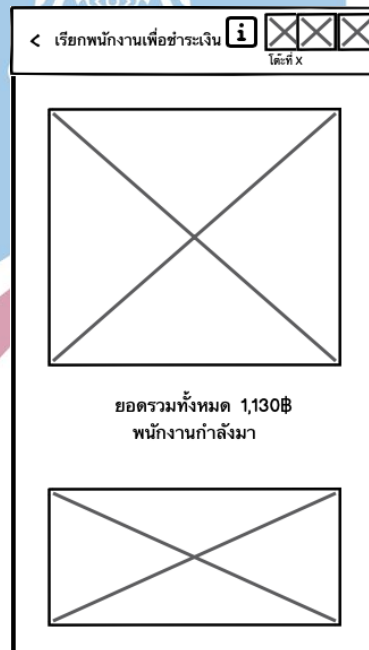 < เรียกพนักงานเพื่อชำระเงิน i
โต๊ะที่ X
ยอดรวมทั้งหมด 1,130฿
พนักงานกำลังมา